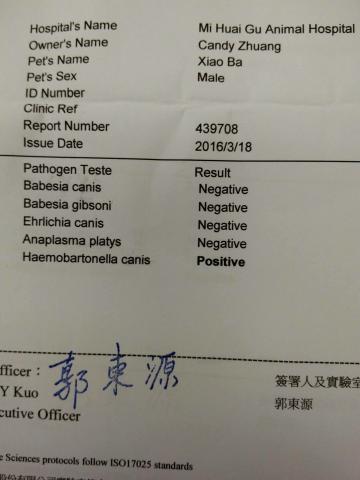 Hospital's Name Mi Huai Gu Animal Hospital
Owner's Name Candy Zhuang
Pet's Name Xiao Ba
Pet's Sex Male
ID Number
Clinic Ref
Report Number 439708
Issue Date 2016/3/18
Pathogen Teste Result
Babesia canis Negative
Babesia gibsoni Negative
Ehrlichia canis Negative
Anaplasma platys Negative
Haemobartonella canis Positive
fficer : 郭東源 簽署人及實驗室
Y Kuo 郭東源
ecutive Officer
e Sciences protocols follow ISO17025 standards